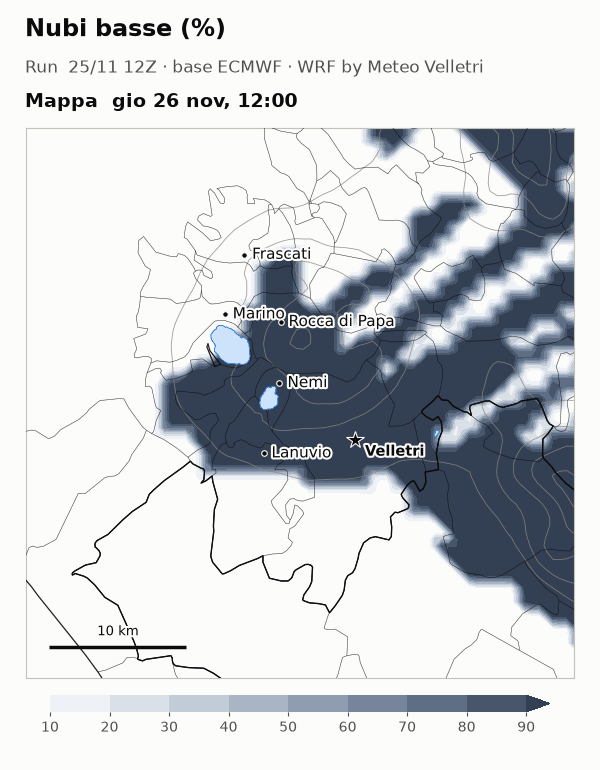 Nubi basse (%)
Run  25/11 12Z · base ECMWF · WRF by Meteo Velletri
Mappa  gio 26 nov, 12:00
Frascati
Marino
Rocca di Papa
Nemi
Velletri
Lanuvio
10 km
10 20 30 40 50 60 70 80 90